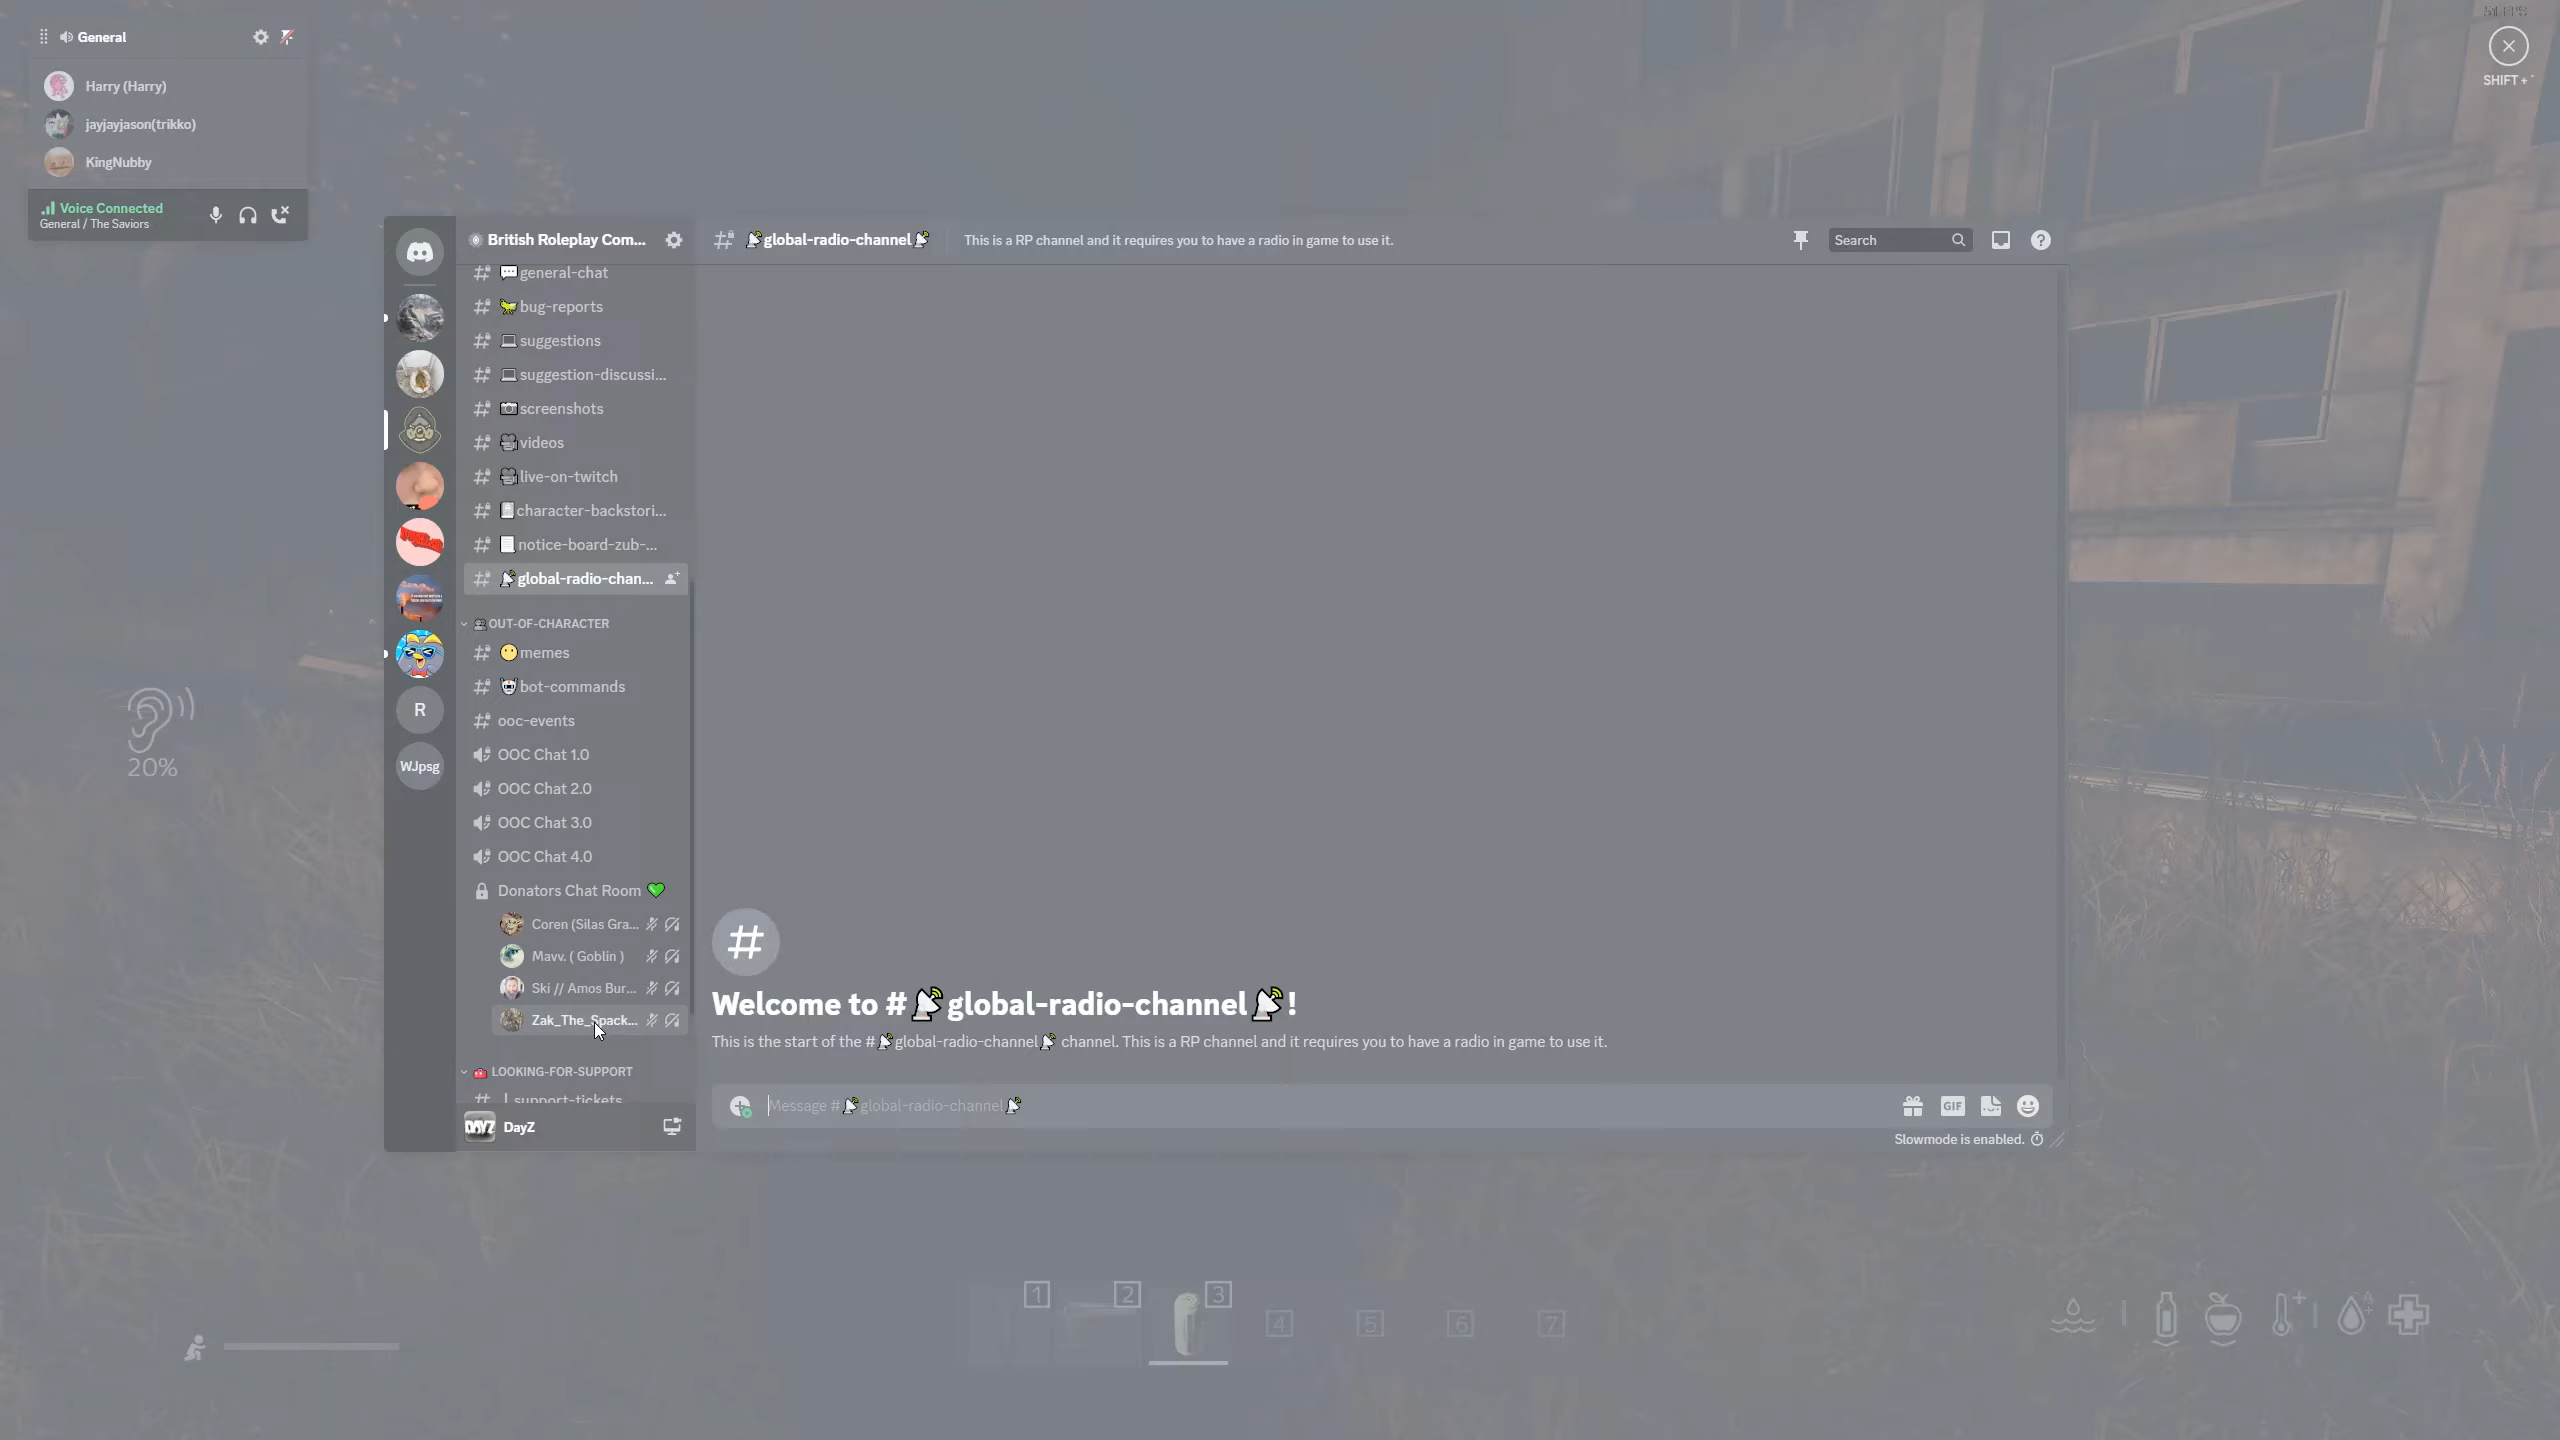 General
Harry (Harry)
jayjayjason(trikko)
KingNubby
Voice Connected
General / The Saviors
SHIFT + `
British Roleplay Com...
global-radio-channel
This is a RP channel and it requires you to have a radio in game to use it.
Search
general-chat
bug-reports
suggestions
suggestion-discussi...
screenshots
videos
live-on-twitch
character-backstori...
notice-board-zub-...
global-radio-chan...
OUT-OF-CHARACTER
memes
bot-commands
ooc-events
OOC Chat 1.0
OOC Chat 2.0
OOC Chat 3.0
OOC Chat 4.0
Donators Chat Room
Coren (Silas Gra...
Mavv. ( Goblin )
Ski // Amos Bur...
Zak_The_Spack...
LOOKING-FOR-SUPPORT
support-tickets
DAYZ DayZ
R
WJpsg
20%
Welcome to #global-radio-channel!
This is the start of the #global-radio-channel channel. This is a RP channel and it requires you to have a radio in game to use it.
Message #global-radio-channel
GIF
Slowmode is enabled.
1 2 3 4 5 6 7